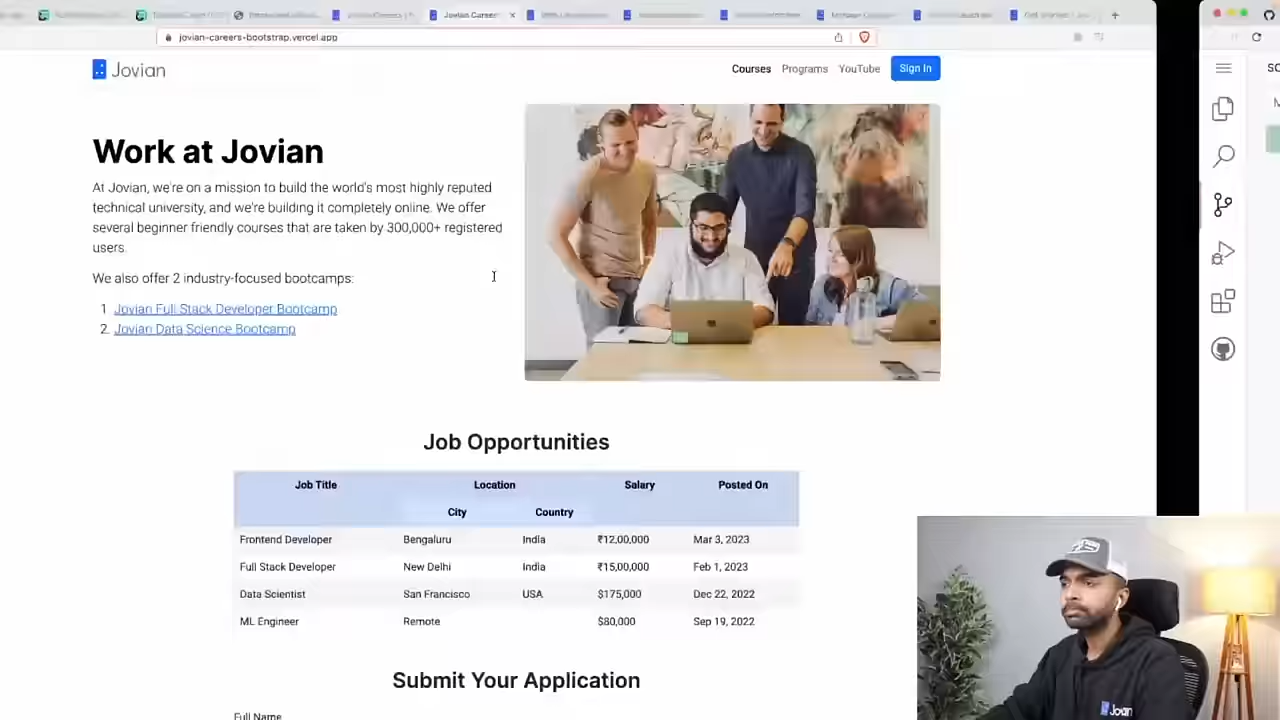 Jovian Career
jovian-careers-bootstrap.vercel.app
Jovian
Courses Programs YouTube Sign In
Work at Jovian
At Jovian, we're on a mission to build the world's most highly reputed
technical university, and we're building it completely online. We offer
several beginner friendly courses that are taken by 300,000+ registered
users.
We also offer 2 industry-focused bootcamps:
1 Jovian Full Stack Developer Bootcamp
2. Jovian Data Science Bootcamp
Job Opportunities
Job Title Location Salary Posted On
City Country
Frontend Developer Bengaluru India ₹12,00,000 Mar 3, 2023
Full Stack Developer New Delhi India ₹15,00,000 Feb 1, 2023
Data Scientist San Francisco USA $175,000 Dec 22, 2022
ML Engineer Remote $80,000 Sep 19, 2022
Submit Your Application
Full Name